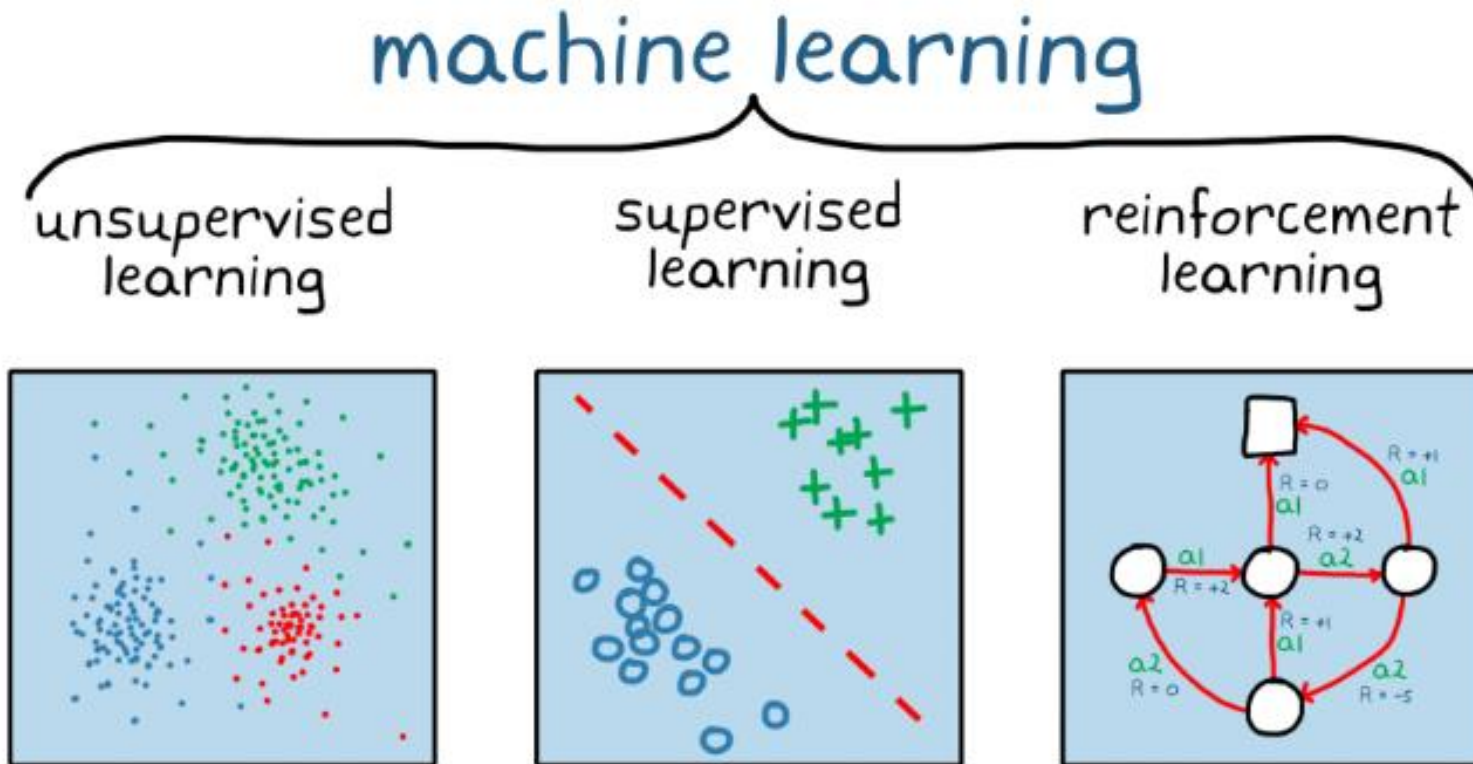 machine learning
unsupervised
learning
supervised
learning
reinforcement
learning
R = +1
a1
R = 0
a1
R = +2
a1
a2
R = +2
R = +1
a1
a2
R = 0
a2
R = -5